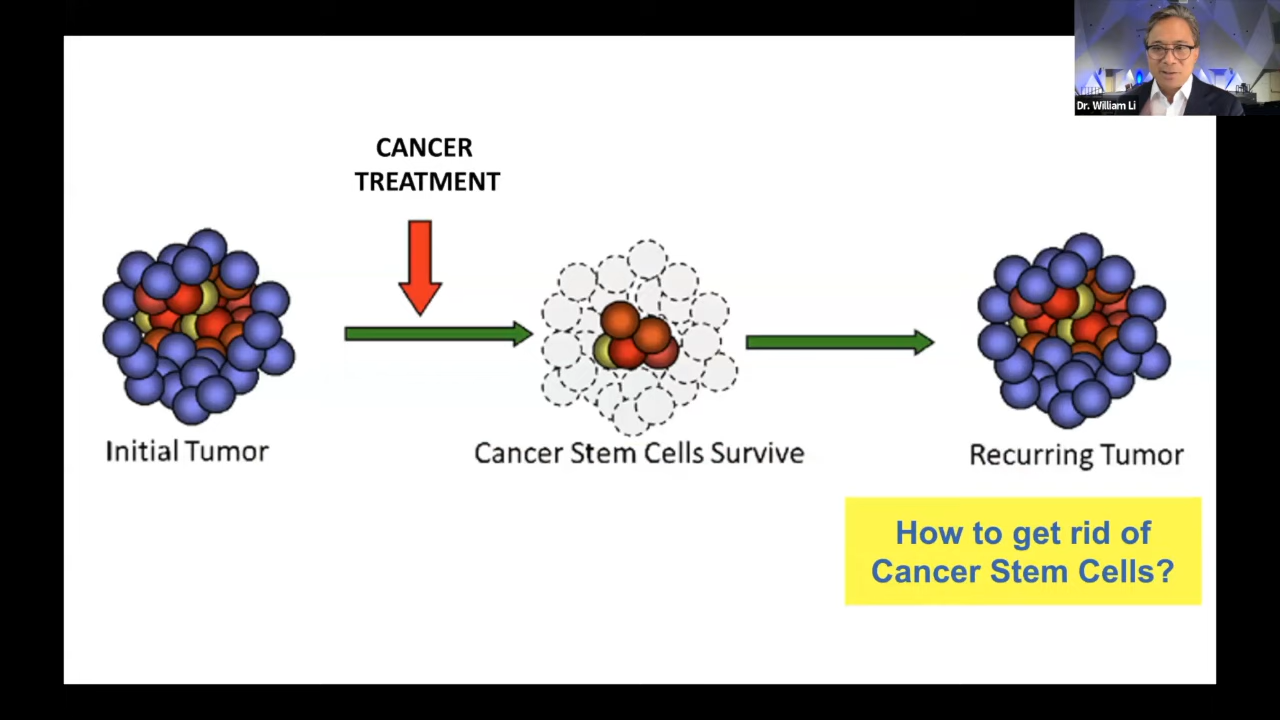 Dr. William Li
CANCER
TREATMENT
Initial Tumor
Cancer Stem Cells Survive
Recurring Tumor
How to get rid of
Cancer Stem Cells?